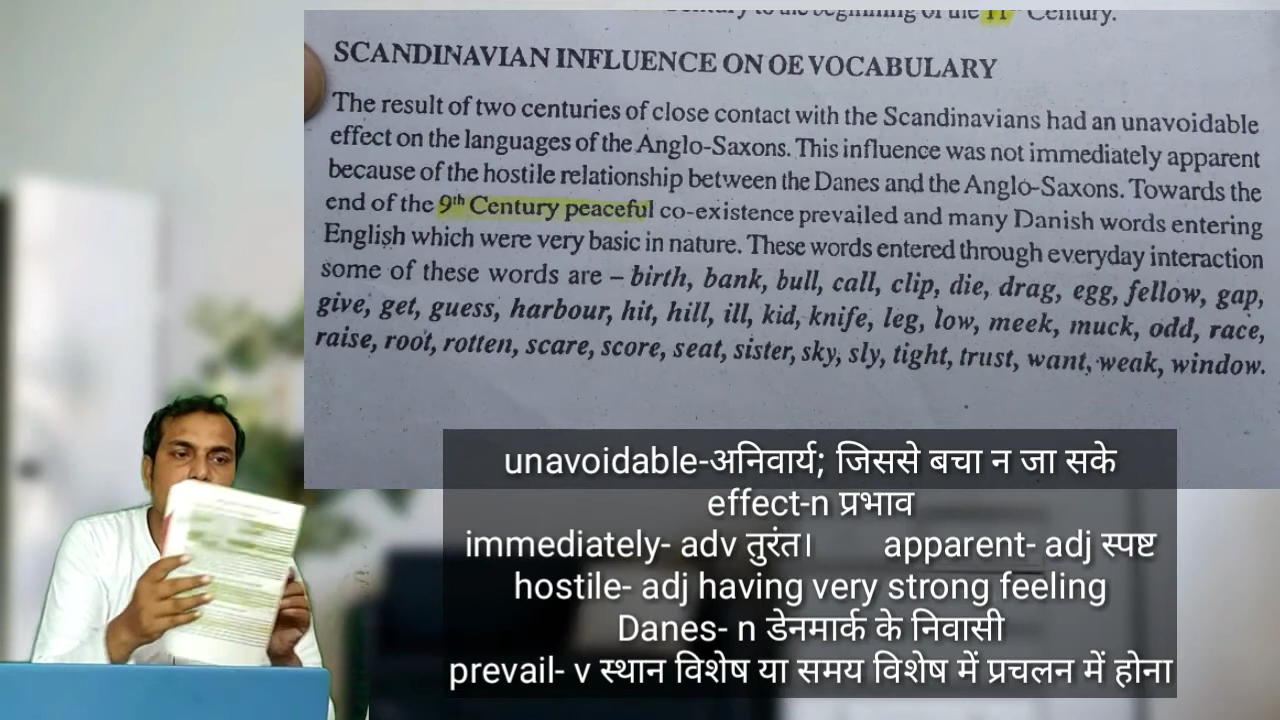 the beginning of the 11th Century.
SCANDINAVIAN INFLUENCE ON OE VOCABULARY
The result of two centuries of close contact with the Scandinavians had an unavoidable
effect on the languages of the Anglo-Saxons. This influence was not immediately apparent
because of the hostile relationship between the Danes and the Anglo-Saxons. Towards the
end of the 9th Century peaceful co-existence prevailed and many Danish words entering
English which were very basic in nature. These words entered through everyday interaction
some of these words are – birth, bank, bull, call, clip, die, drag, egg, fellow, gap,
give, get, guess, harbour, hit, hill, ill, kid, knife, leg, low, meek, muck, odd, race,
raise, root, rotten, scare, score, seat, sister, sky, sly, tight, trust, want, weak, window.
unavoidable-अनिवार्य; जिससे बचा न जा सके
effect-n प्रभाव
immediately- adv तुरंत। apparent- adj स्पष्ट
hostile- adj having very strong feeling
Danes- n डेनमार्क के निवासी
prevail- v स्थान विशेष या समय विशेष में प्रचलन में होना